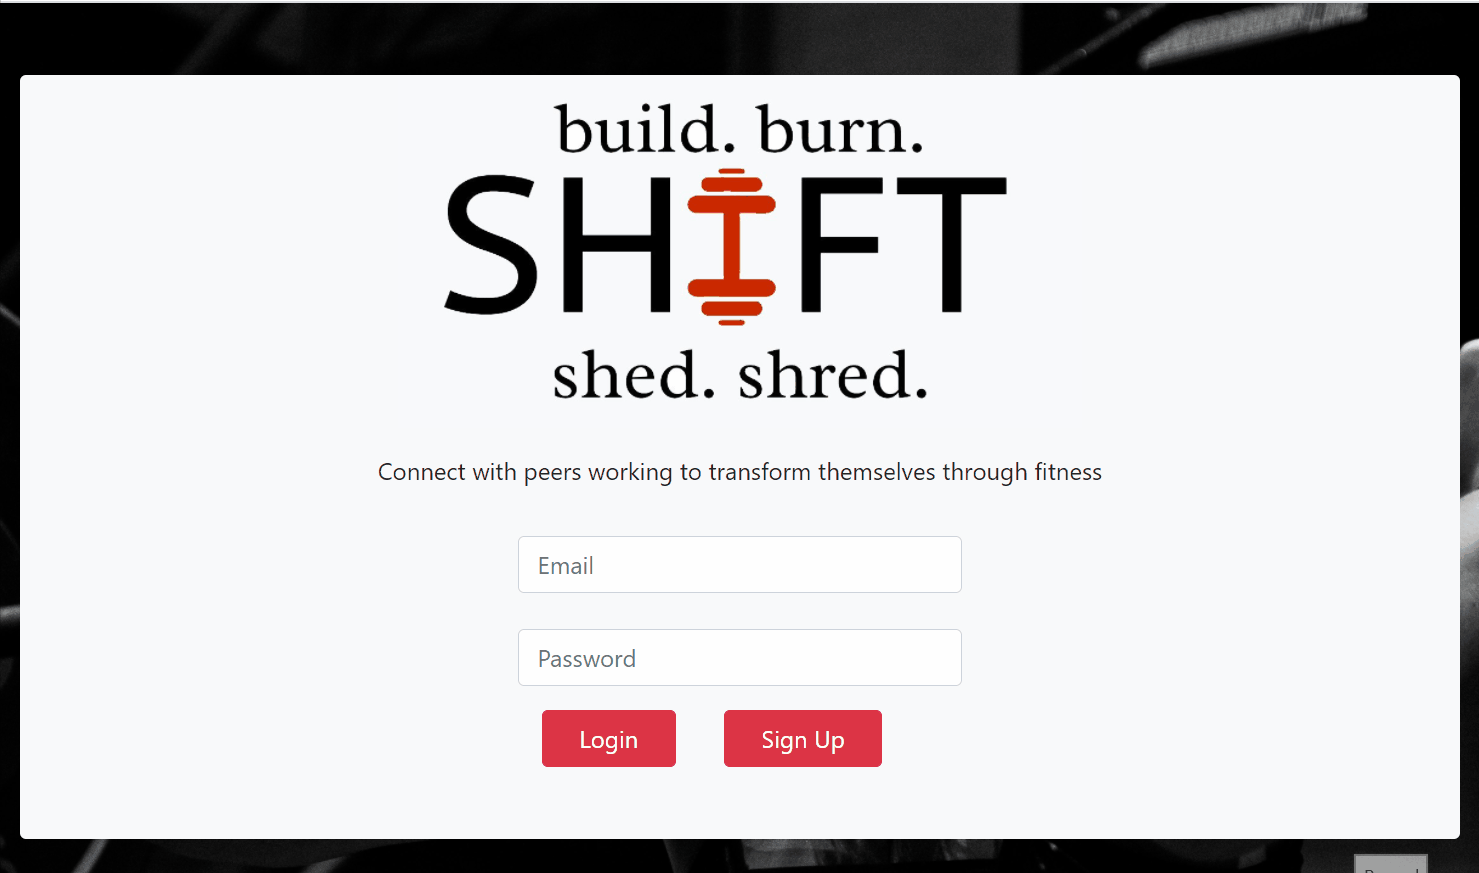 build. burn.
SHIFT
shed. shred.
Connect with peers working to transform themselves through fitness
Email
Password
Login
Sign Up